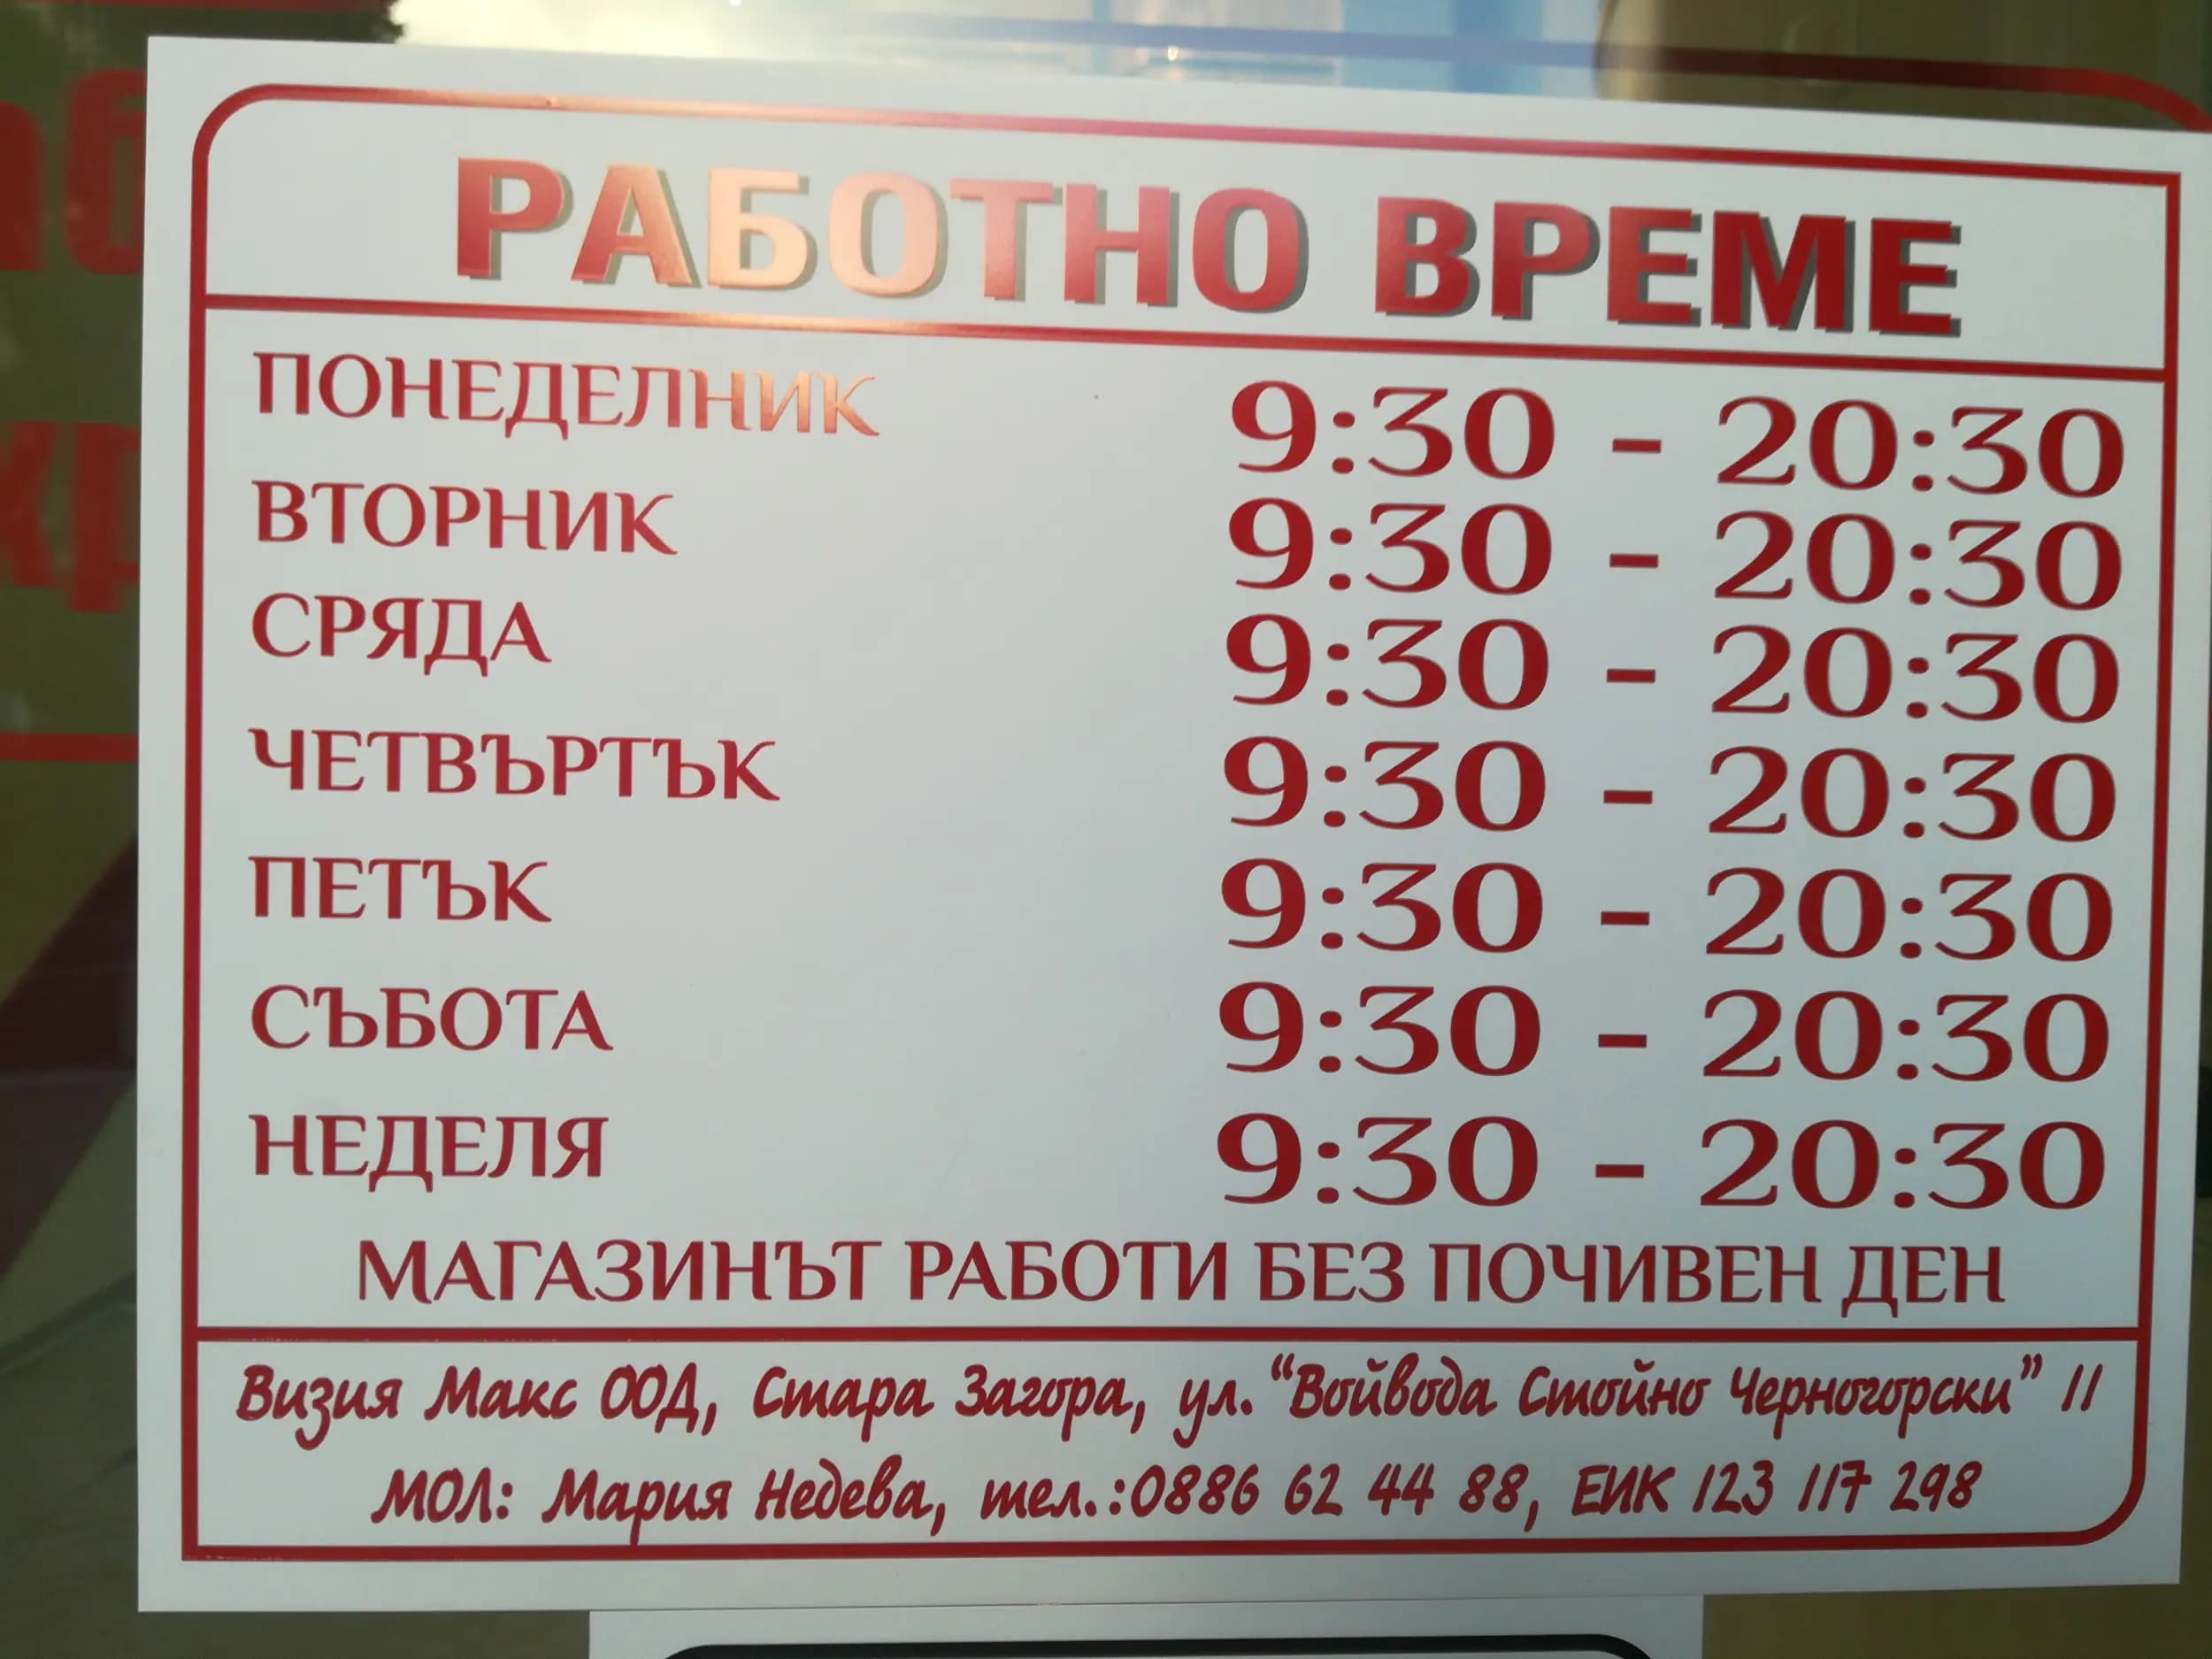 РАБОТНО ВРЕМЕ
ПОНЕДЕЛНИК 9:30 - 20:30
ВТОРНИК 9:30 - 20:30
СРЯДА 9:30 - 20:30
ЧЕТВЪРТЪК 9:30 - 20:30
ПЕТЪК 9:30 - 20:30
СЪБОТА 9:30 - 20:30
НЕДЕЛЯ 9:30 - 20:30
МАГАЗИНЪТ РАБОТИ БЕЗ ПОЧИВЕН ДЕН
Визия Макс ООД, Стара Загора, ул. “Войвода Стойно Черногорски” 11
МОЛ: Мария Недева, тел.:0886 62 44 88, ЕИК 123 117 298